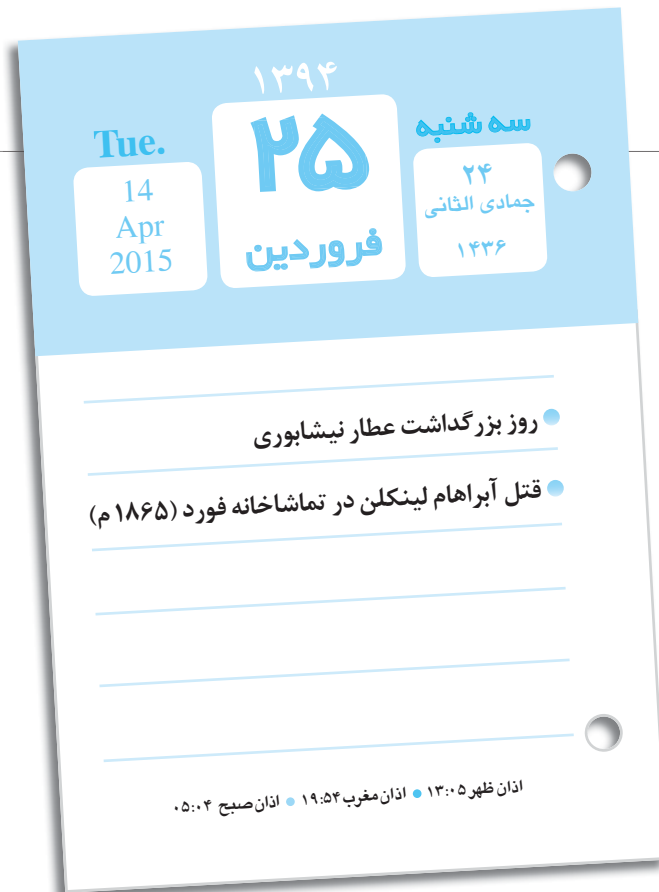 ۱۳۹۴
سه شنبه
۲۵
فروردین
Tue.
۲۴
جمادی الثانی
۱۴۳۶
14
Apr
2015
روز بزرگداشت عطار نیشابوری
قتل آبراهام لینکلن در تماشاخانه فورد (۱۸۶۵ م)
اذان ظهر ۱۳:۰۵ ● اذان مغرب ۱۹:۵۴ ● اذان صبح ۰۵:۰۴